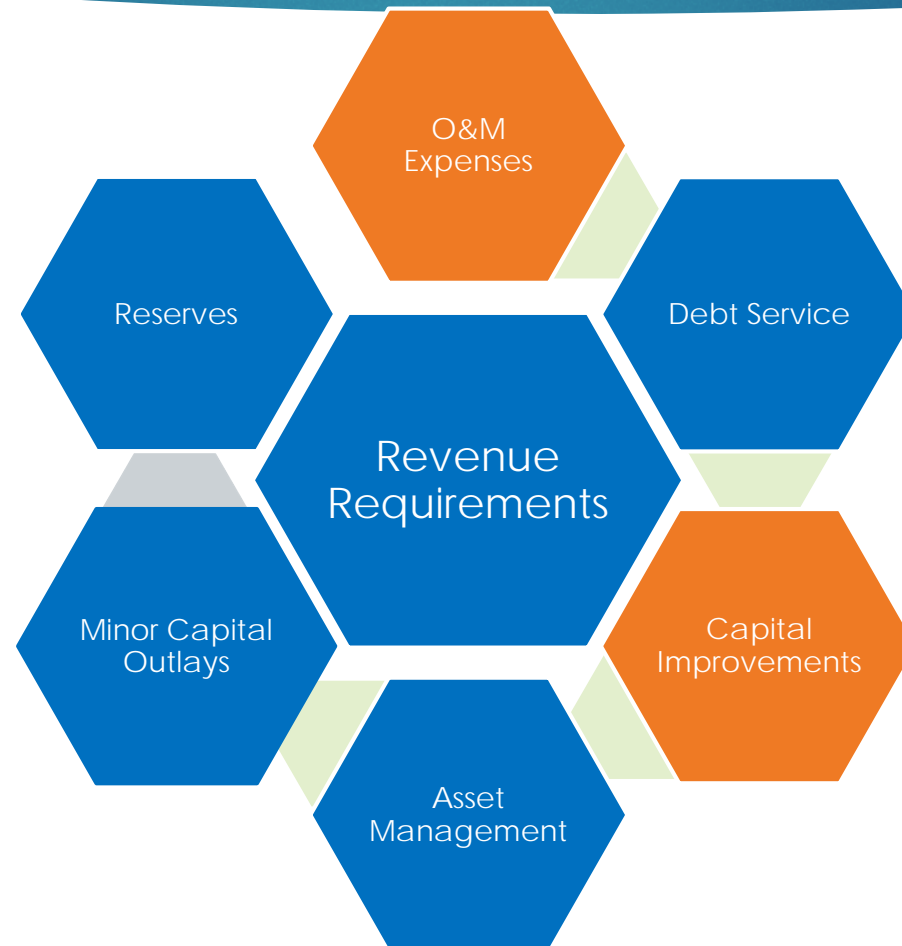 O&M
Expenses
Reserves
Debt Service
Revenue
Requirements
Minor Capital
Outlays
Capital
Improvements
Asset
Management